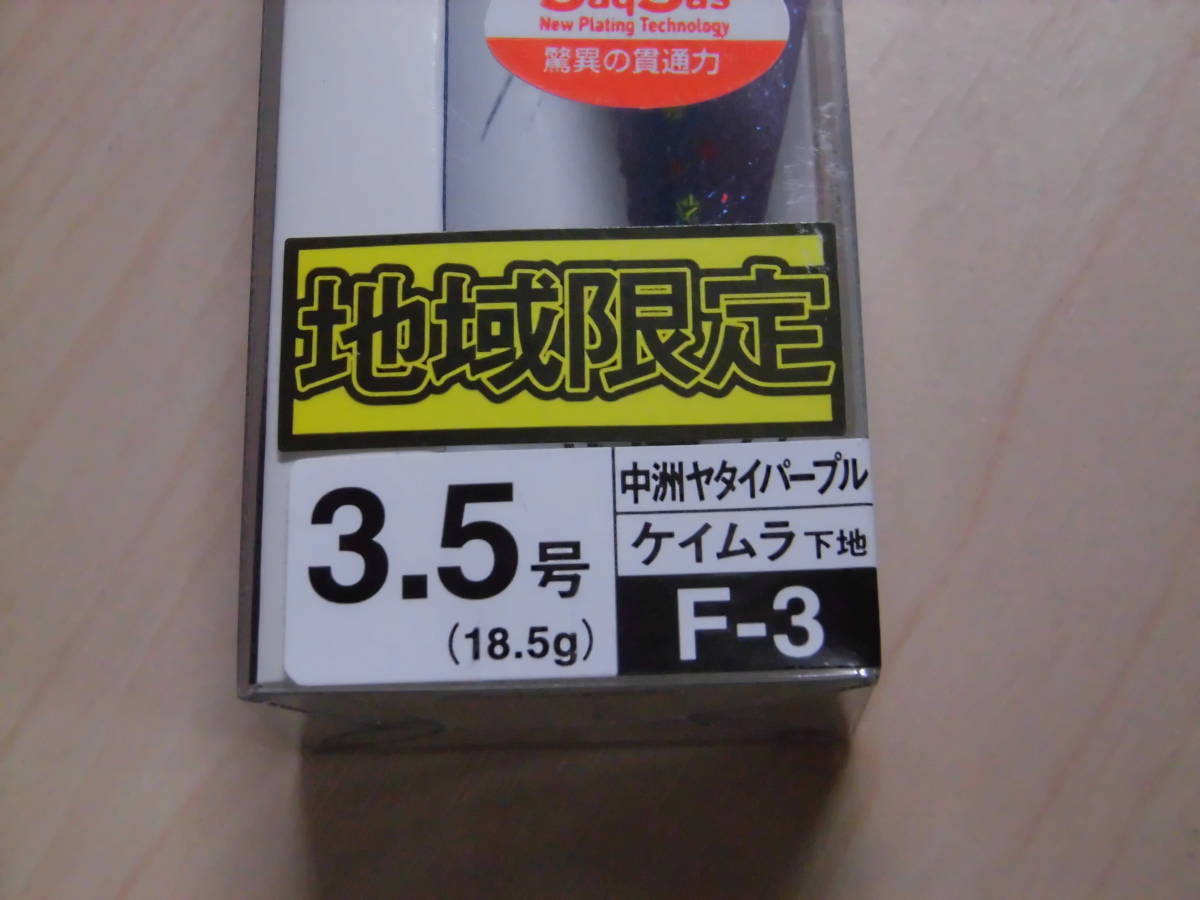 SaqSas
New Plating Technology
驚異の貫通力
地域限定
3.5号
(18.5g)
中洲ヤタイパープル
ケイムラ下地
F-3